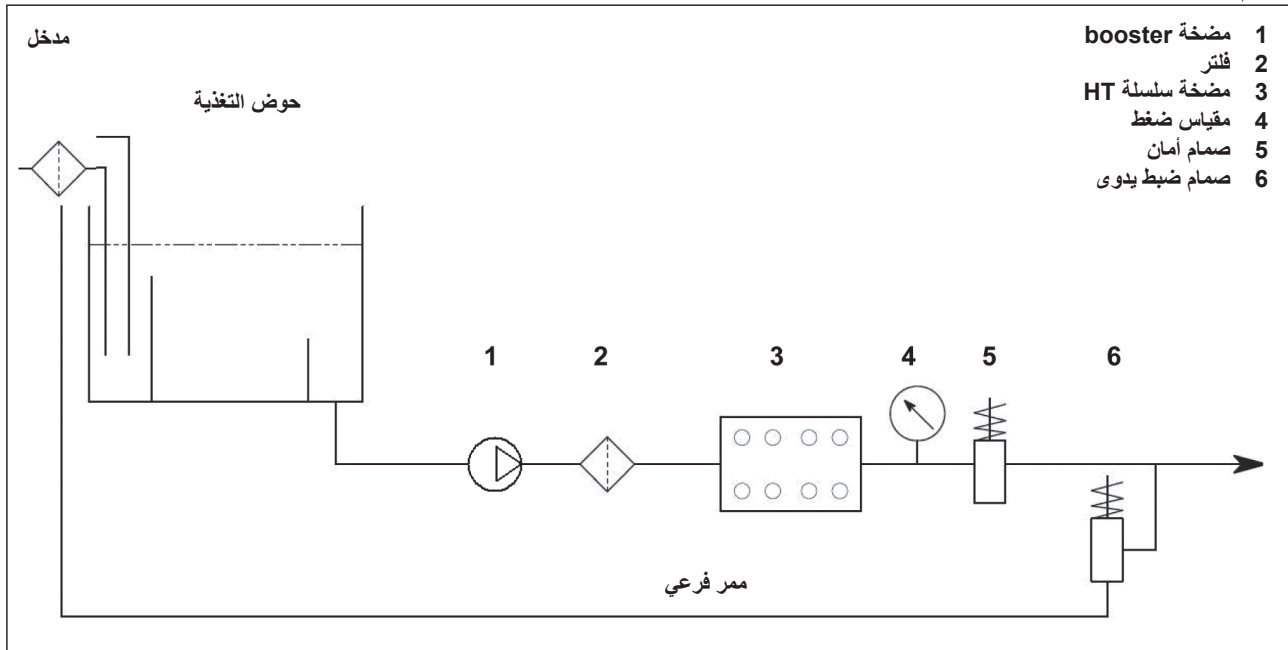 مدخل
حوض التغذية
1 مضخة booster
2 فلتر
3 مضخة سلسلة HT
4 مقياس ضغط
5 صمام أمان
6 صمام ضبط يدوى
1 2 3 4 5 6
ممر فرعي